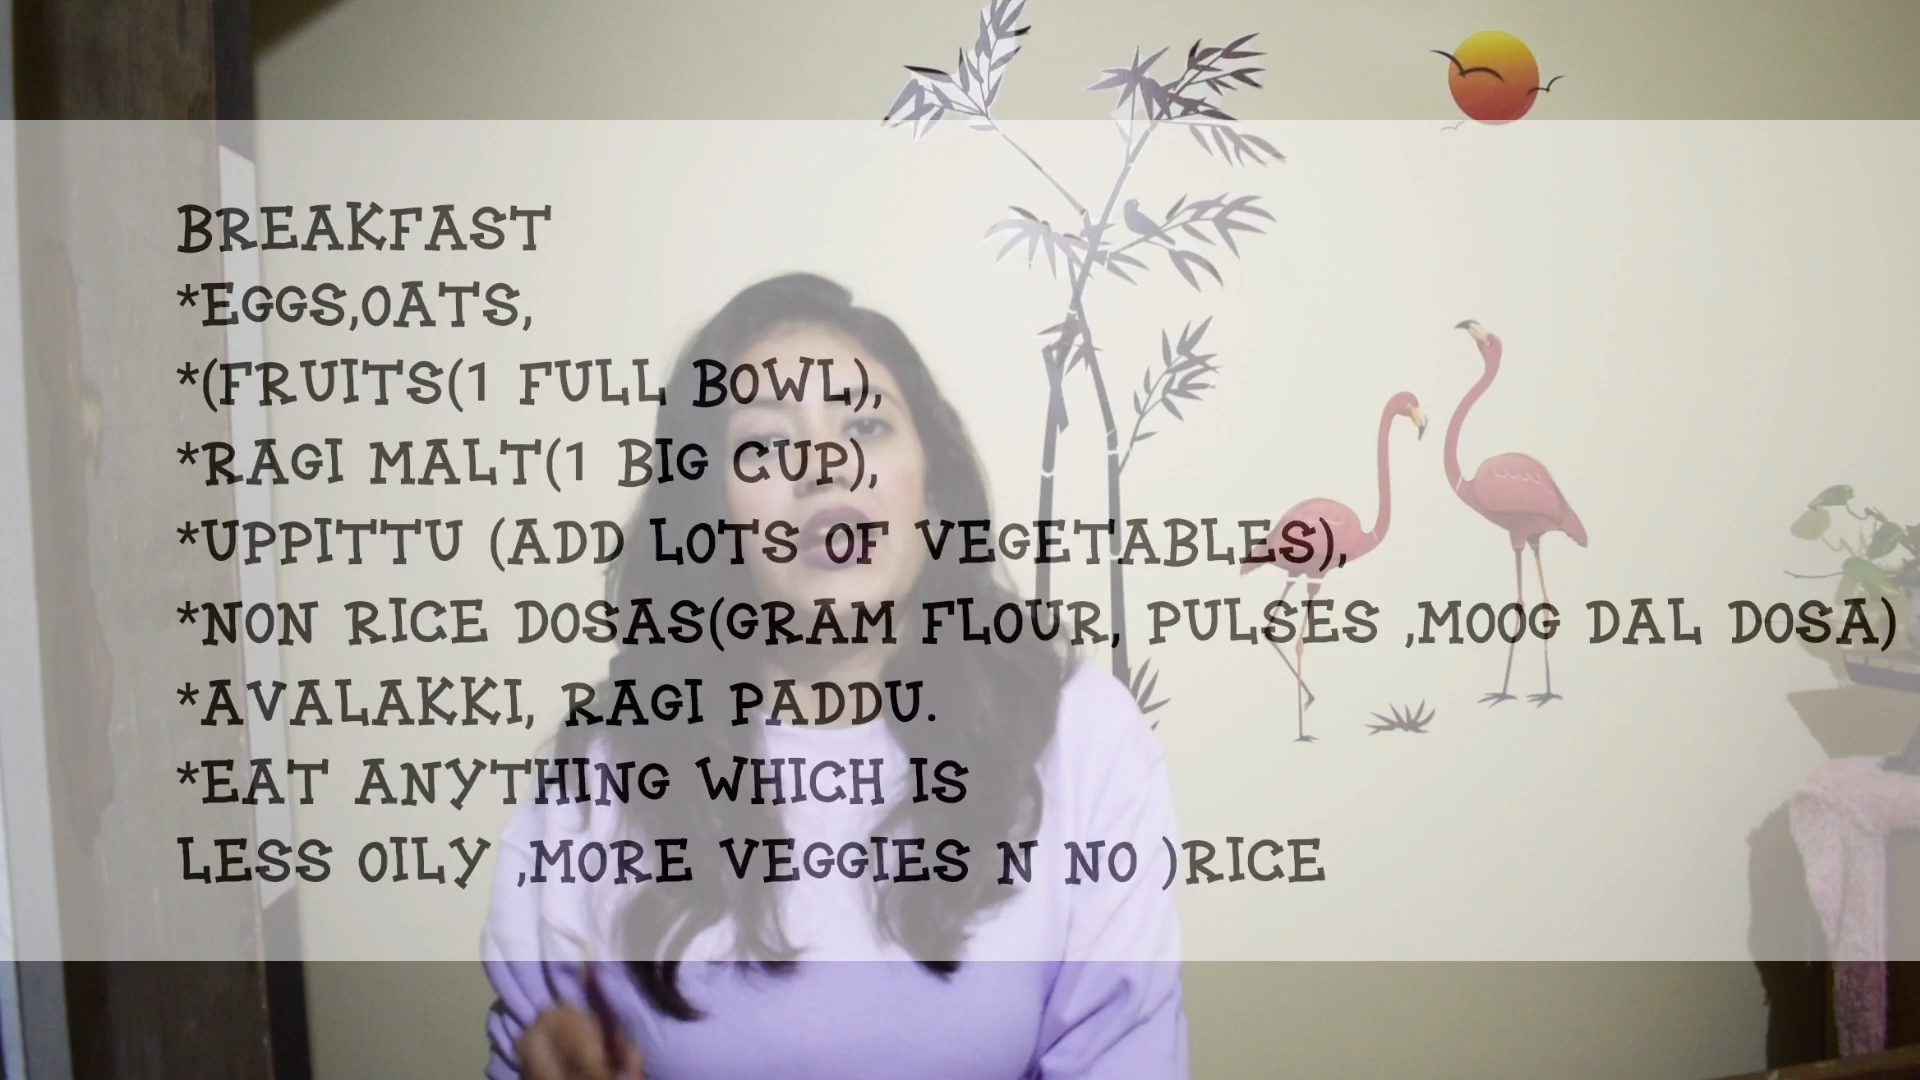 BREAKFAST
*EGGS,OATS,
*(FRUITS(1 FULL BOWL),
*RAGI MALT(1 BIG CUP),
*UPPITTU (ADD LOTS OF VEGETABLES),
*NON RICE DOSAS(GRAM FLOUR, PULSES ,MOOG DAL DOSA)
*AVALAKKI, RAGI PADDU.
*EAT ANYTHING WHICH IS
LESS OILY ,MORE VEGGIES N NO )RICE